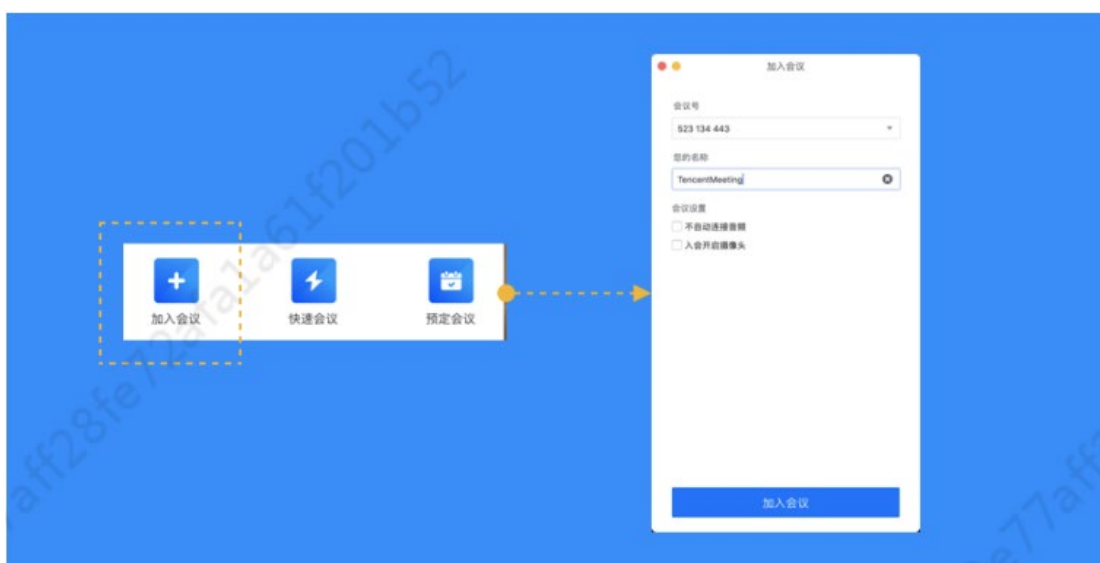 加入会议
快速会议
预定会议
加入会议
会议号
523 134 443
您的名称
TencentMeeting
会议设置
不自动连接音频
入会开启摄像头
加入会议